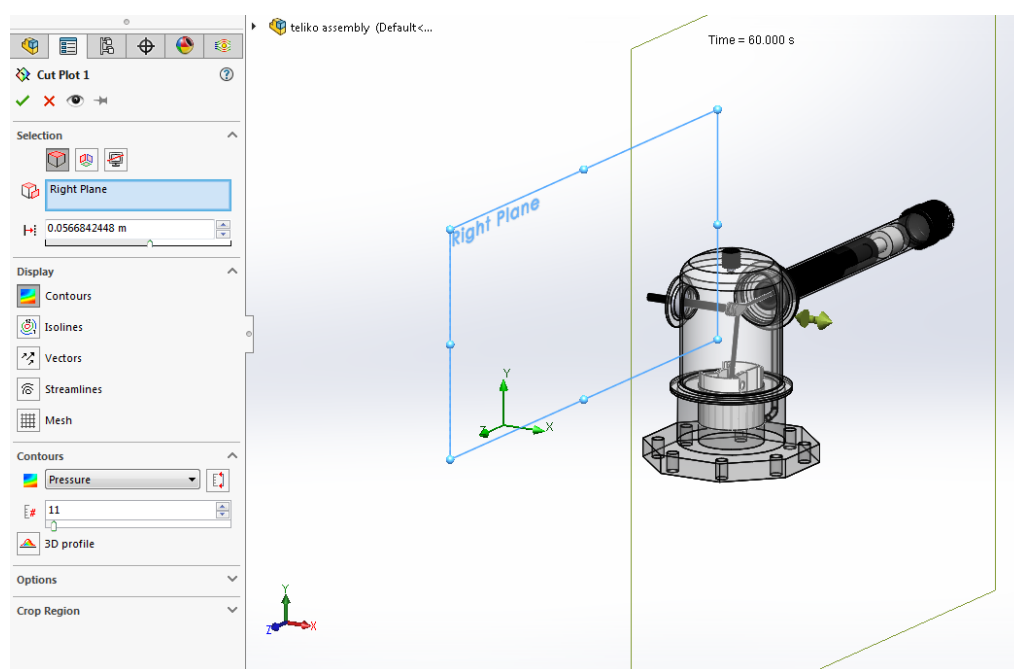 teliko assembly (Default<...
Time = 60.000 s
Cut Plot 1
Selection
Right Plane
0.0566842448 m
Display
Contours
Isolines
Vectors
Streamlines
Mesh
Contours
Pressure
11
3D profile
Options
Crop Region
Right Plane
Y
X
Z
Y
X
Z